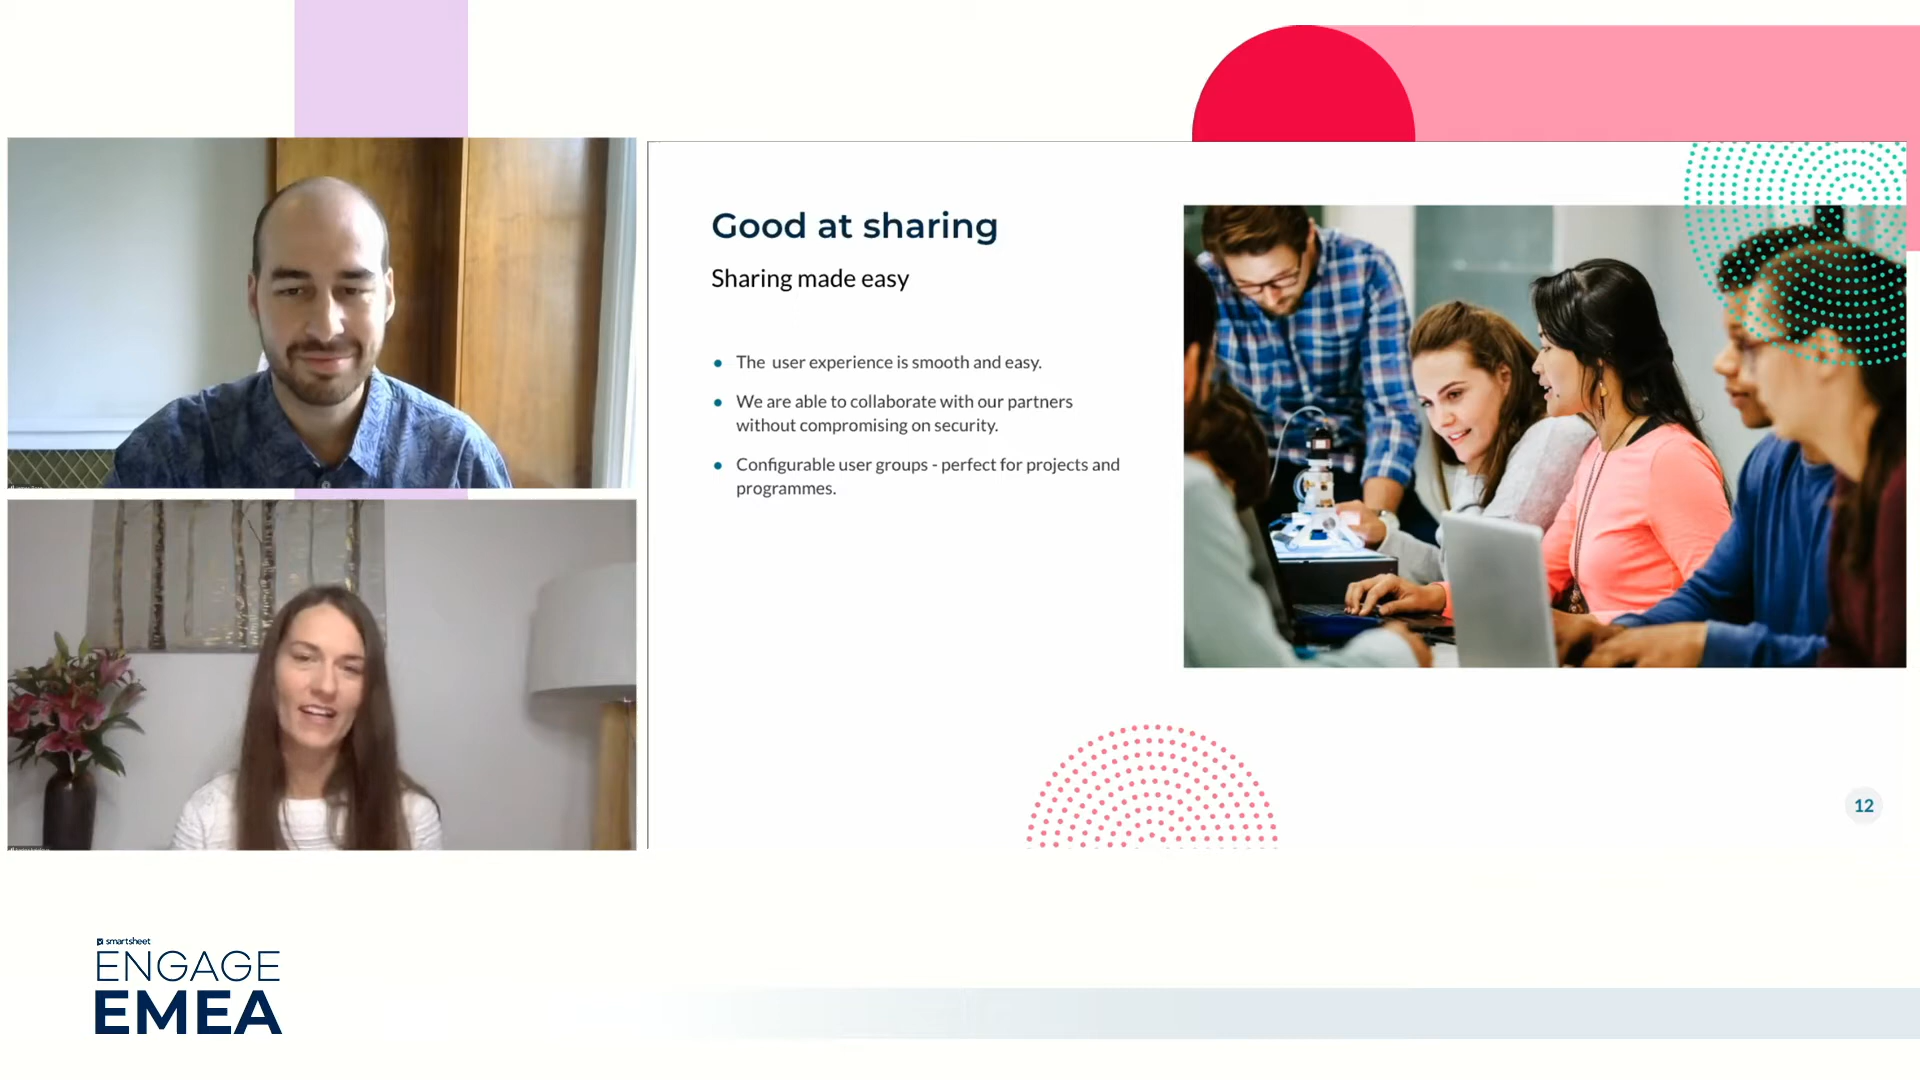 Good at sharing
Sharing made easy
The user experience is smooth and easy.
We are able to collaborate with our partners
without compromising on security.
Configurable user groups - perfect for projects and
programmes.
12
smartsheet
ENGAGE
EMEA